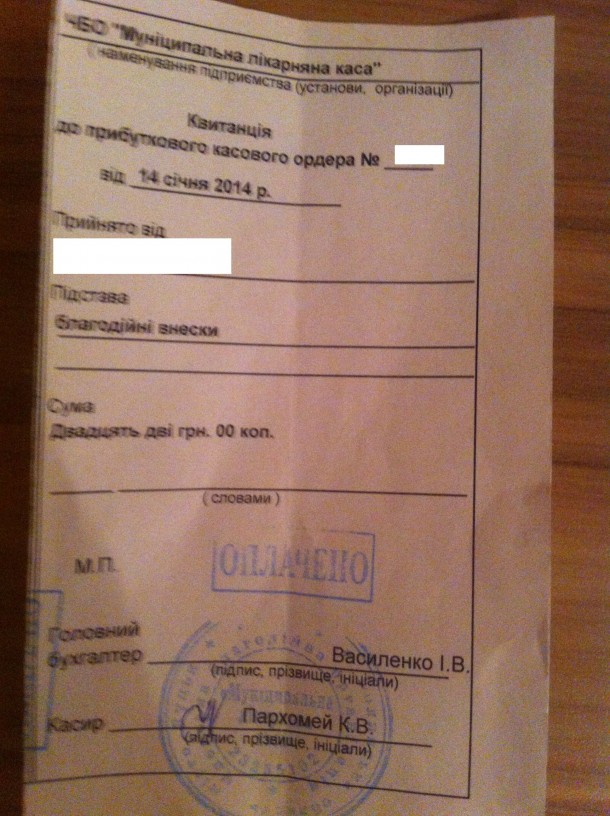 ЧБО "Муніципальна лікарняна каса"
( найменування підприємства (установи, організації)
Квитанція
до прибуткового касового ордера №
від 14 січня 2014 р.
Прийнято від
Підстава
благодійні внески
Сума
Двадцять дві грн. 00 коп.
( словами )
М.П.
ОПЛАЧЕНО
Головний
бухгалтер Василенко І.В.
(підпис, прізвище, ініціали)
Касир Пархомей К.В.
(підпис, прізвище, ініціали)
Муніципальна